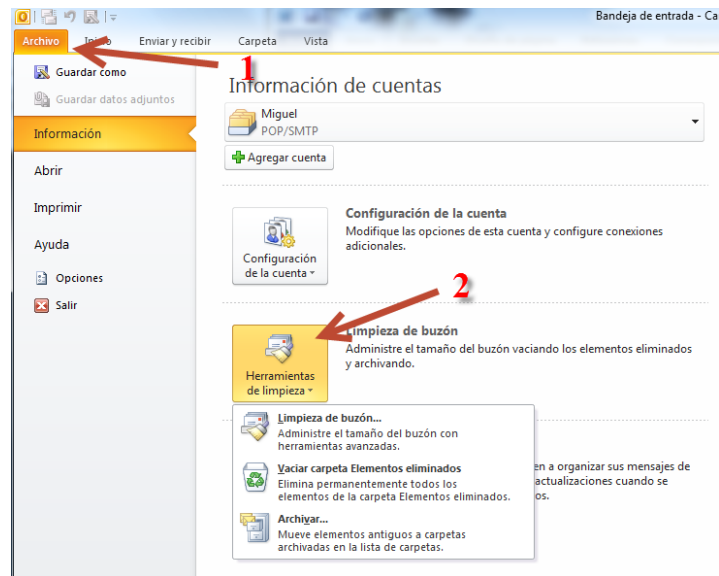 Bandeja de entrada - Ca
Archivo Inicio Enviar y recibir Carpeta Vista
1
Guardar como
Guardar datos adjuntos
Información
Abrir
Imprimir
Ayuda
Opciones
Salir
Información de cuentas
Miguel
POP/SMTP
Agregar cuenta
Configuración
de la cuenta
Configuración de la cuenta
Modifique las opciones de esta cuenta y configure conexiones
adicionales.
2
Herramientas
de limpieza
Limpieza de buzón
Administre el tamaño del buzón vaciando los elementos eliminados
y archivando.
Limpieza de buzón...
Administre el tamaño del buzón con
herramientas avanzadas.
Vaciar carpeta Elementos eliminados
Elimina permanentemente todos los
elementos de la carpeta Elementos eliminados.
Archivar...
Mueve elementos antiguos a carpetas
archivadas en la lista de carpetas.
en a organizar sus mensajes de
actualizaciones cuando se
os.